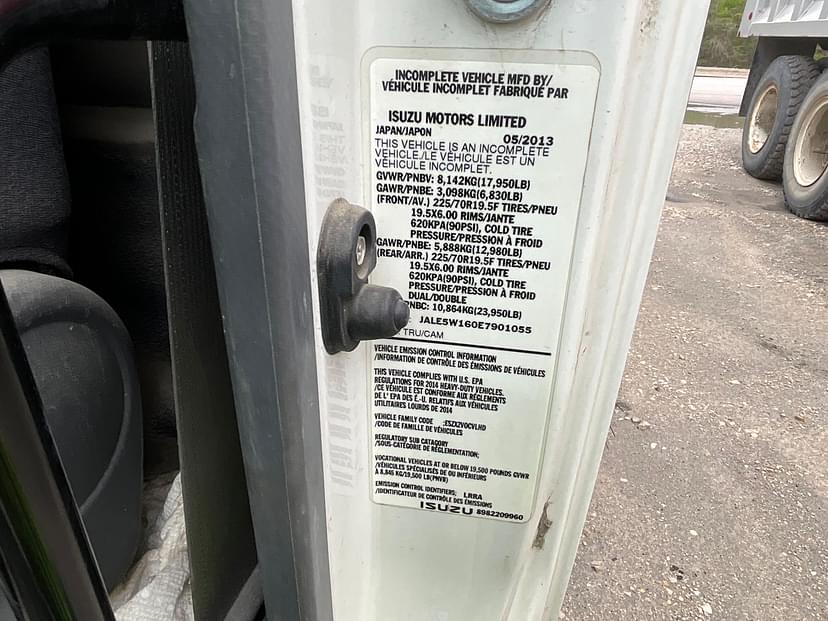 INCOMPLETE VEHICLE MFD BY/
VÉHICULE INCOMPLET FABRIQUÉ PAR
ISUZU MOTORS LIMITED
JAPAN/JAPON 05/2013
THIS VEHICLE IS AN INCOMPLETE
VEHICLE./LE VÉHICULE EST UN
VÉHICULE INCOMPLET.
GVWR/PNBV: 8,142KG(17,950LB)
GAWR/PNBE: 3,098KG(6,830LB)
(FRONT/AV.) 225/70R19.5F TIRES/PNEU
19.5X6.00 RIMS/JANTE
620KPA(90PSI), COLD TIRE
PRESSURE/PRESSION À FROID
GAWR/PNBE: 5,888KG(12,980LB)
(REAR/ARR.) 225/70R19.5F TIRES/PNEU
19.5X6.00 RIMS/JANTE
620KPA(90PSI), COLD TIRE
PRESSURE/PRESSION À FROID
DUAL/DOUBLE
PNBC: 10,864KG(23,950LB)
: JALE5W160E7901055
TRU/CAM
VEHICLE EMISSION CONTROL INFORMATION
/INFORMATION DE CONTRÔLE DES ÉMISSIONS DE VÉHICULES
THIS VEHICLE COMPLIES WITH U.S. EPA
REGULATIONS FOR 2014 HEAVY-DUTY VEHICLES.
/CE VÉHICULE EST CONFORME AUX RÈGLEMENTS
DE L' EPA DES É.-U. RELATIFS AUX VÉHICULES
UTILITAIRES LOURDS DE 2014
VEHICLE FAMILY CODE :ESZX2VOCVLHD
/CODE DE FAMILLE DE VÉHICULES
REGULATORY SUB CATAGORY
/SOUS-CATÉGORIE DE RÉGLEMENTATION;
VOCATIONAL VEHICLES AT OR BELOW 19,500 POUNDS GVWR
/VÉHICULES SPÉCIALISÉS DE OU INFÉRIEURS
À 8,845 KG/19,500 LB(PNVB)
EMISSION CONTROL IDENTIFIERS; LRRA
/IDENTIFICATEUR DE CONTRÔLE DES ÉMISSIONS
ISUZU 8982209960